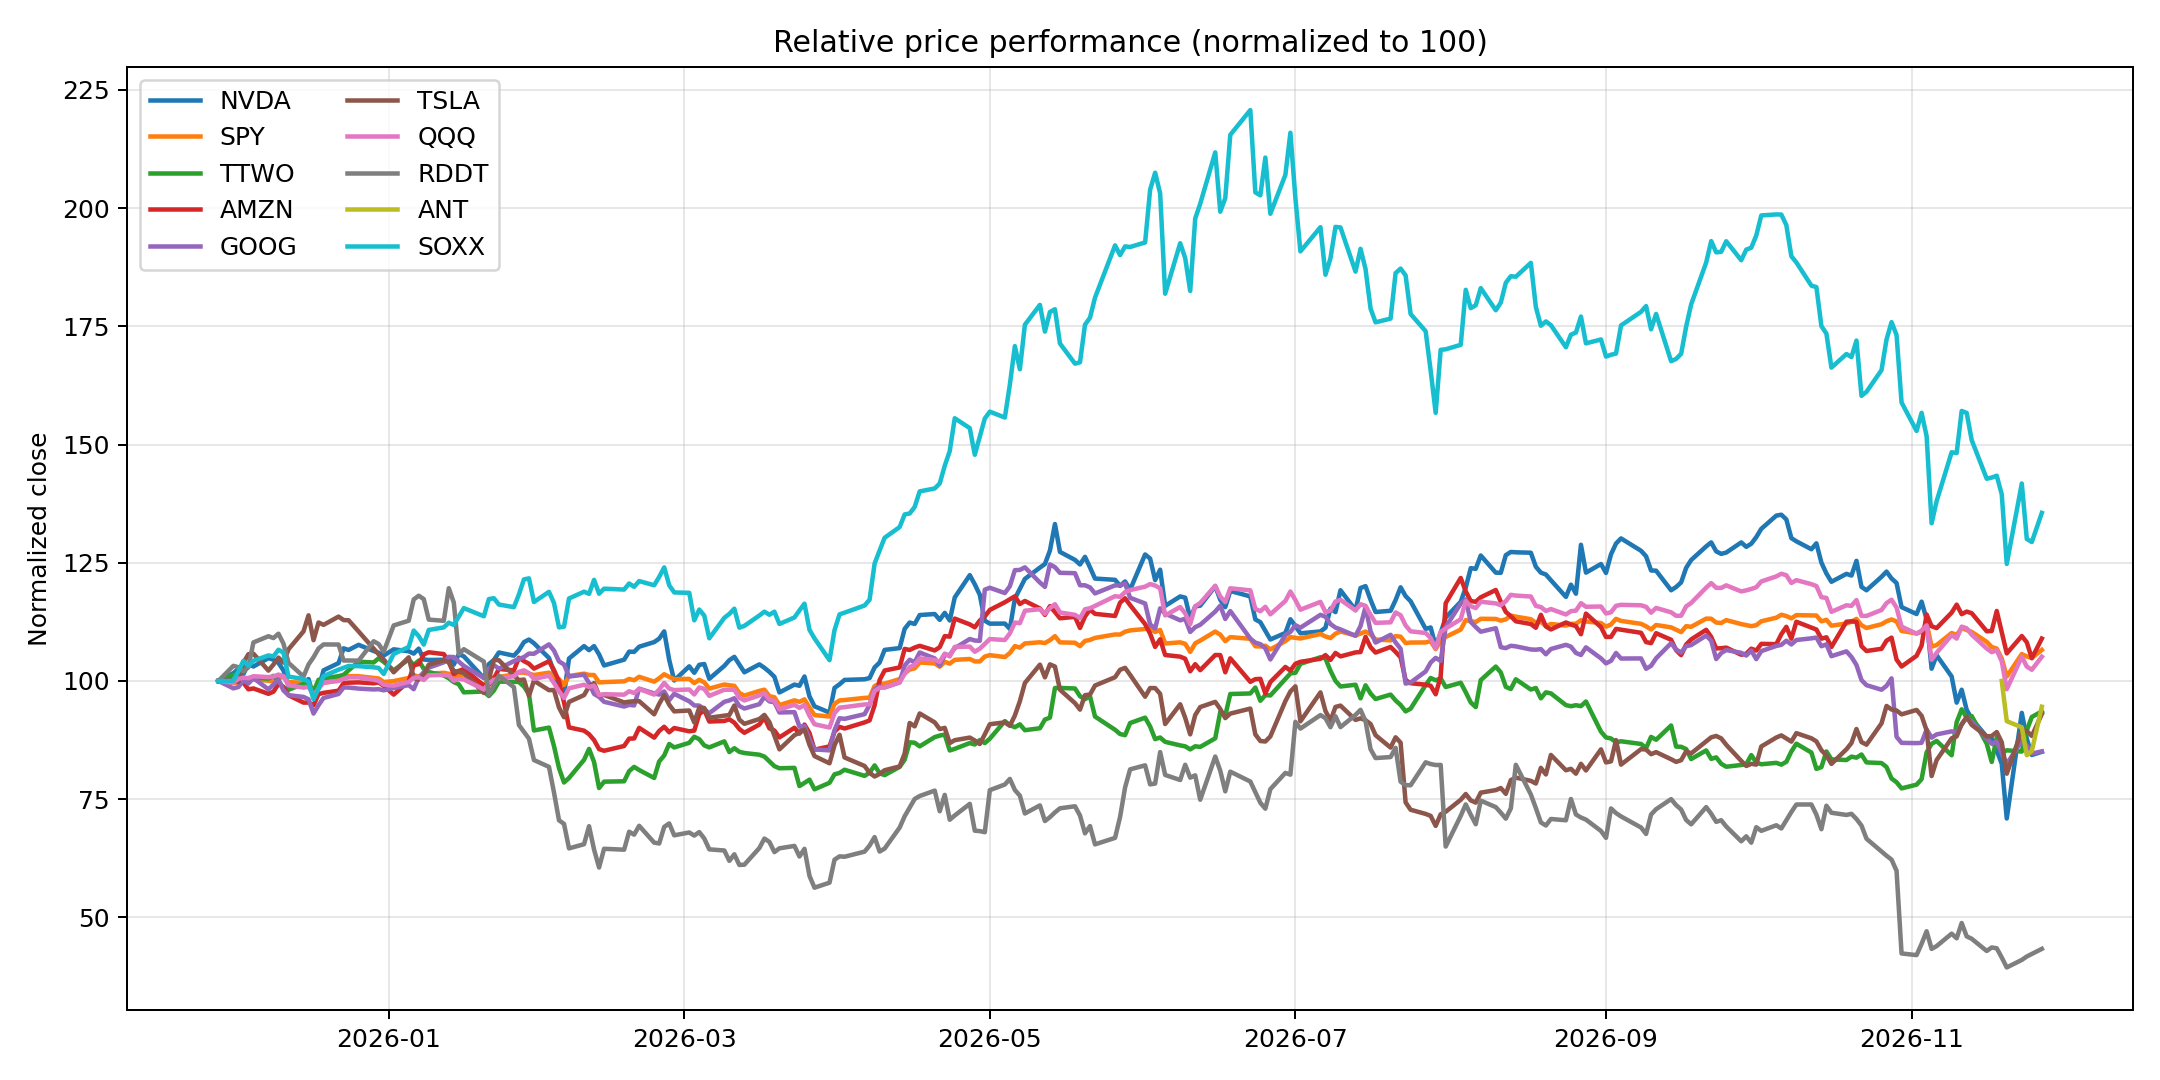 Relative price performance (normalized to 100)
Normalized close
225
200
175
150
125
100
75
50
NVDA
SPY
TTWO
AMZN
GOOG
TSLA
QQQ
RDDT
ANT
SOXX
2026-01
2026-03
2026-05
2026-07
2026-09
2026-11